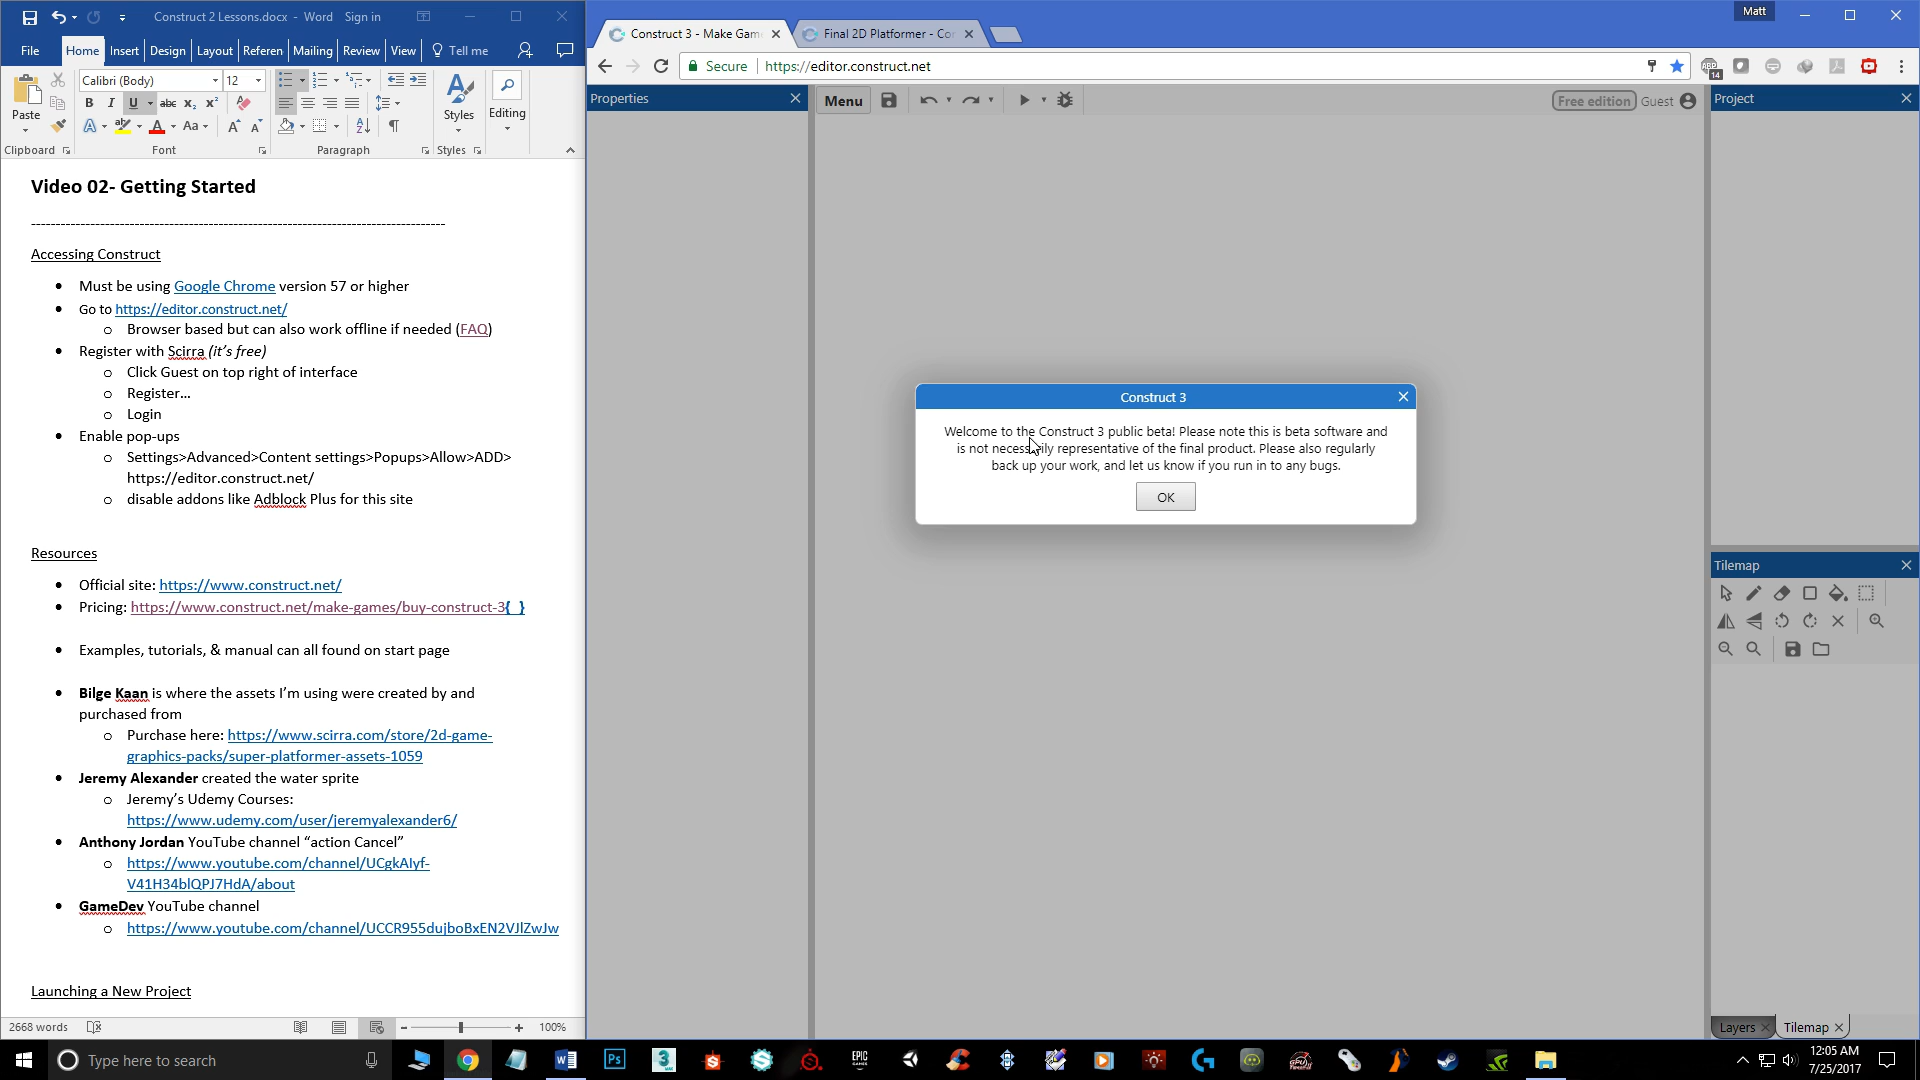 Construct 2 Lessons.docx - Word Sign in
File Home Insert Design Layout Referen Mailing Review View Tell me
Calibri (Body) 12
Paste
Styles
Editing
Clipboard Font Paragraph Styles
Video 02- Getting Started
Accessing Construct
Must be using Google Chrome version 57 or higher
Go to https://editor.construct.net/
Browser based but can also work offline if needed (FAQ)
Register with Scirra (it's free)
Click Guest on top right of interface
Register...
Login
Enable pop-ups
Settings>Advanced>Content settings>Popups>Allow>ADD>
https://editor.construct.net/
disable addons like Adblock Plus for this site
Resources
Official site: https://www.construct.net/
Pricing: https://www.construct.net/make-games/buy-construct-3{ }
Examples, tutorials, & manual can all found on start page
Bilge Kaan is where the assets I'm using were created by and
purchased from
Purchase here: https://www.scirra.com/store/2d-game-
graphics-packs/super-platformer-assets-1059
Jeremy Alexander created the water sprite
Jeremy's Udemy Courses:
https://www.udemy.com/user/jeremyalexander6/
Anthony Jordan YouTube channel "action Cancel"
https://www.youtube.com/channel/UCgkAIyf-
V41H34blQPJ7HdA/about
GameDev YouTube channel
https://www.youtube.com/channel/UCCR955dujboBxEN2VJlZwJw
Launching a New Project
2668 words 100%
Matt
Construct 3 - Make Game
Final 2D Platformer - Cor
Secure https://editor.construct.net
14
Properties
Menu
Free edition Guest
Project
Construct 3
Welcome to the Construct 3 public beta! Please note this is beta software and
is not necessarily representative of the final product. Please also regularly
back up your work, and let us know if you run in to any bugs.
OK
Tilemap
Layers Tilemap
Type here to search
Ps
EPIC
GAMES
12:05 AM
7/25/2017